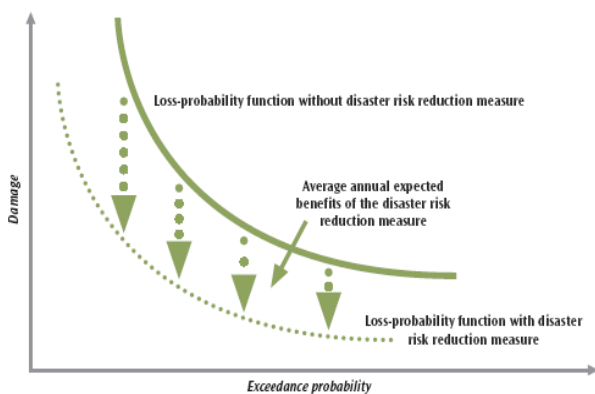 Loss-probability function without disaster risk reduction measure
Average annual expected
benefits of the disaster risk
reduction measure
Damage
Loss-probability function with disaster
risk reduction measure
Exceedance probability